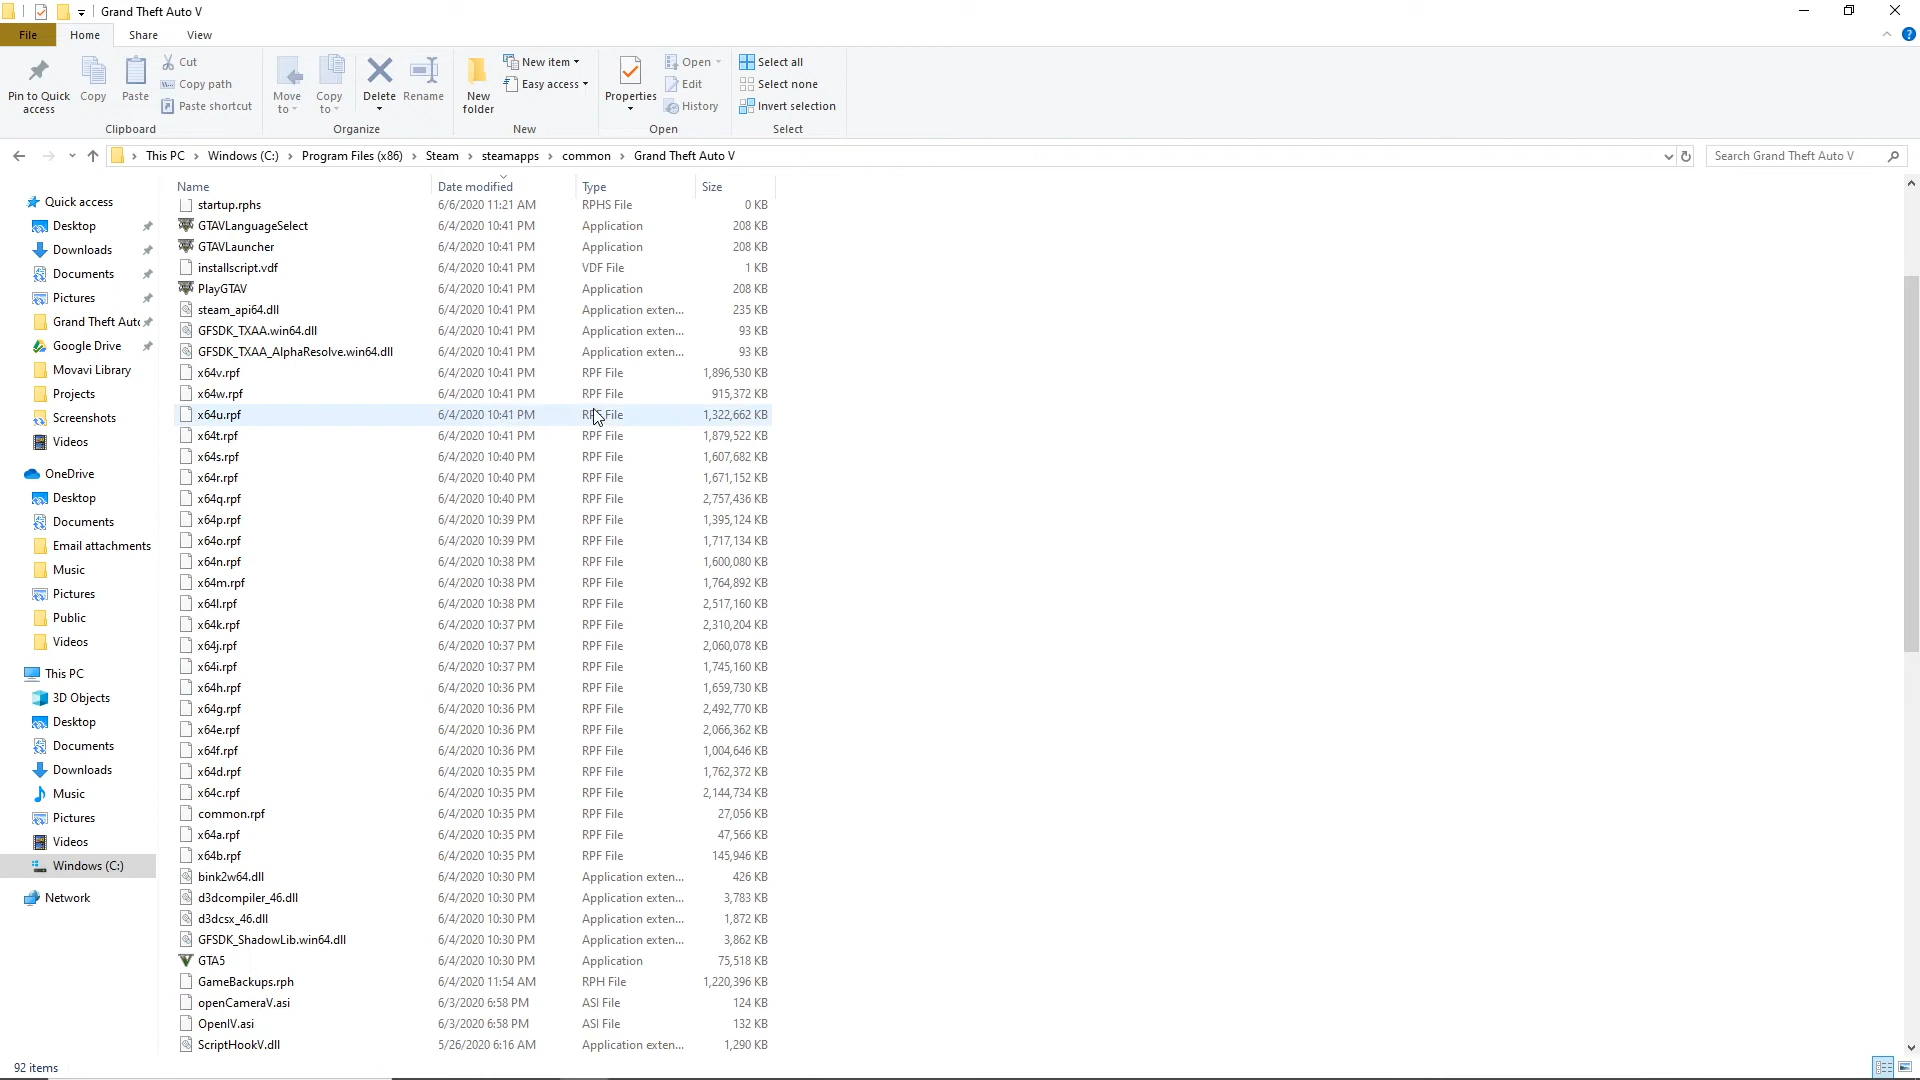 Grand Theft Auto V
File Home Share View
Pin to Quick access
Copy
Paste
Cut
Copy path
Paste shortcut
Clipboard
Move to
Copy to
Delete
Rename
Organize
New folder
New item
Easy access
New
Properties
Open
Edit
History
Open
Select all
Select none
Invert selection
Select
This PC > Windows (C:) > Program Files (x86) > Steam > steamapps > common > Grand Theft Auto V
Search Grand Theft Auto V
Quick access
Desktop
Downloads
Documents
Pictures
Grand Theft Auto
Google Drive
Movavi Library
Projects
Screenshots
Videos
OneDrive
Desktop
Documents
Email attachments
Music
Pictures
Public
Videos
This PC
3D Objects
Desktop
Documents
Downloads
Music
Pictures
Videos
Windows (C:)
Network
Name Date modified Type Size
startup.rphs 6/6/2020 11:21 AM RPHS File 0 KB
GTAVLanguageSelect 6/4/2020 10:41 PM Application 208 KB
GTAVLauncher 6/4/2020 10:41 PM Application 208 KB
installscript.vdf 6/4/2020 10:41 PM VDF File 1 KB
PlayGTAV 6/4/2020 10:41 PM Application 208 KB
steam_api64.dll 6/4/2020 10:41 PM Application exten... 235 KB
GFSDK_TXAA.win64.dll 6/4/2020 10:41 PM Application exten... 93 KB
GFSDK_TXAA_AlphaResolve.win64.dll 6/4/2020 10:41 PM Application exten... 93 KB
x64v.rpf 6/4/2020 10:41 PM RPF File 1,896,530 KB
x64w.rpf 6/4/2020 10:41 PM RPF File 915,372 KB
x64u.rpf 6/4/2020 10:41 PM RPF File 1,322,662 KB
x64t.rpf 6/4/2020 10:41 PM RPF File 1,879,522 KB
x64s.rpf 6/4/2020 10:40 PM RPF File 1,607,682 KB
x64r.rpf 6/4/2020 10:40 PM RPF File 1,671,152 KB
x64q.rpf 6/4/2020 10:40 PM RPF File 2,757,436 KB
x64p.rpf 6/4/2020 10:39 PM RPF File 1,395,124 KB
x64o.rpf 6/4/2020 10:39 PM RPF File 1,717,134 KB
x64n.rpf 6/4/2020 10:38 PM RPF File 1,600,080 KB
x64m.rpf 6/4/2020 10:38 PM RPF File 1,764,892 KB
x64l.rpf 6/4/2020 10:38 PM RPF File 2,517,160 KB
x64k.rpf 6/4/2020 10:37 PM RPF File 2,310,204 KB
x64j.rpf 6/4/2020 10:37 PM RPF File 2,060,078 KB
x64i.rpf 6/4/2020 10:37 PM RPF File 1,745,160 KB
x64h.rpf 6/4/2020 10:36 PM RPF File 1,659,730 KB
x64g.rpf 6/4/2020 10:36 PM RPF File 2,492,770 KB
x64e.rpf 6/4/2020 10:36 PM RPF File 2,066,362 KB
x64f.rpf 6/4/2020 10:36 PM RPF File 1,004,646 KB
x64d.rpf 6/4/2020 10:35 PM RPF File 1,762,372 KB
x64c.rpf 6/4/2020 10:35 PM RPF File 2,144,734 KB
common.rpf 6/4/2020 10:35 PM RPF File 27,056 KB
x64a.rpf 6/4/2020 10:35 PM RPF File 47,566 KB
x64b.rpf 6/4/2020 10:35 PM RPF File 145,946 KB
bink2w64.dll 6/4/2020 10:30 PM Application exten... 426 KB
d3dcompiler_46.dll 6/4/2020 10:30 PM Application exten... 3,783 KB
d3dcsx_46.dll 6/4/2020 10:30 PM Application exten... 1,872 KB
GFSDK_ShadowLib.win64.dll 6/4/2020 10:30 PM Application exten... 3,862 KB
GTA5 6/4/2020 10:30 PM Application 75,518 KB
GameBackups.rph 6/4/2020 11:54 AM RPH File 1,220,396 KB
openCameraV.asi 6/3/2020 6:58 PM ASI File 124 KB
OpenIV.asi 6/3/2020 6:58 PM ASI File 132 KB
ScriptHookV.dll 5/26/2020 6:16 AM Application exten... 1,290 KB
92 items